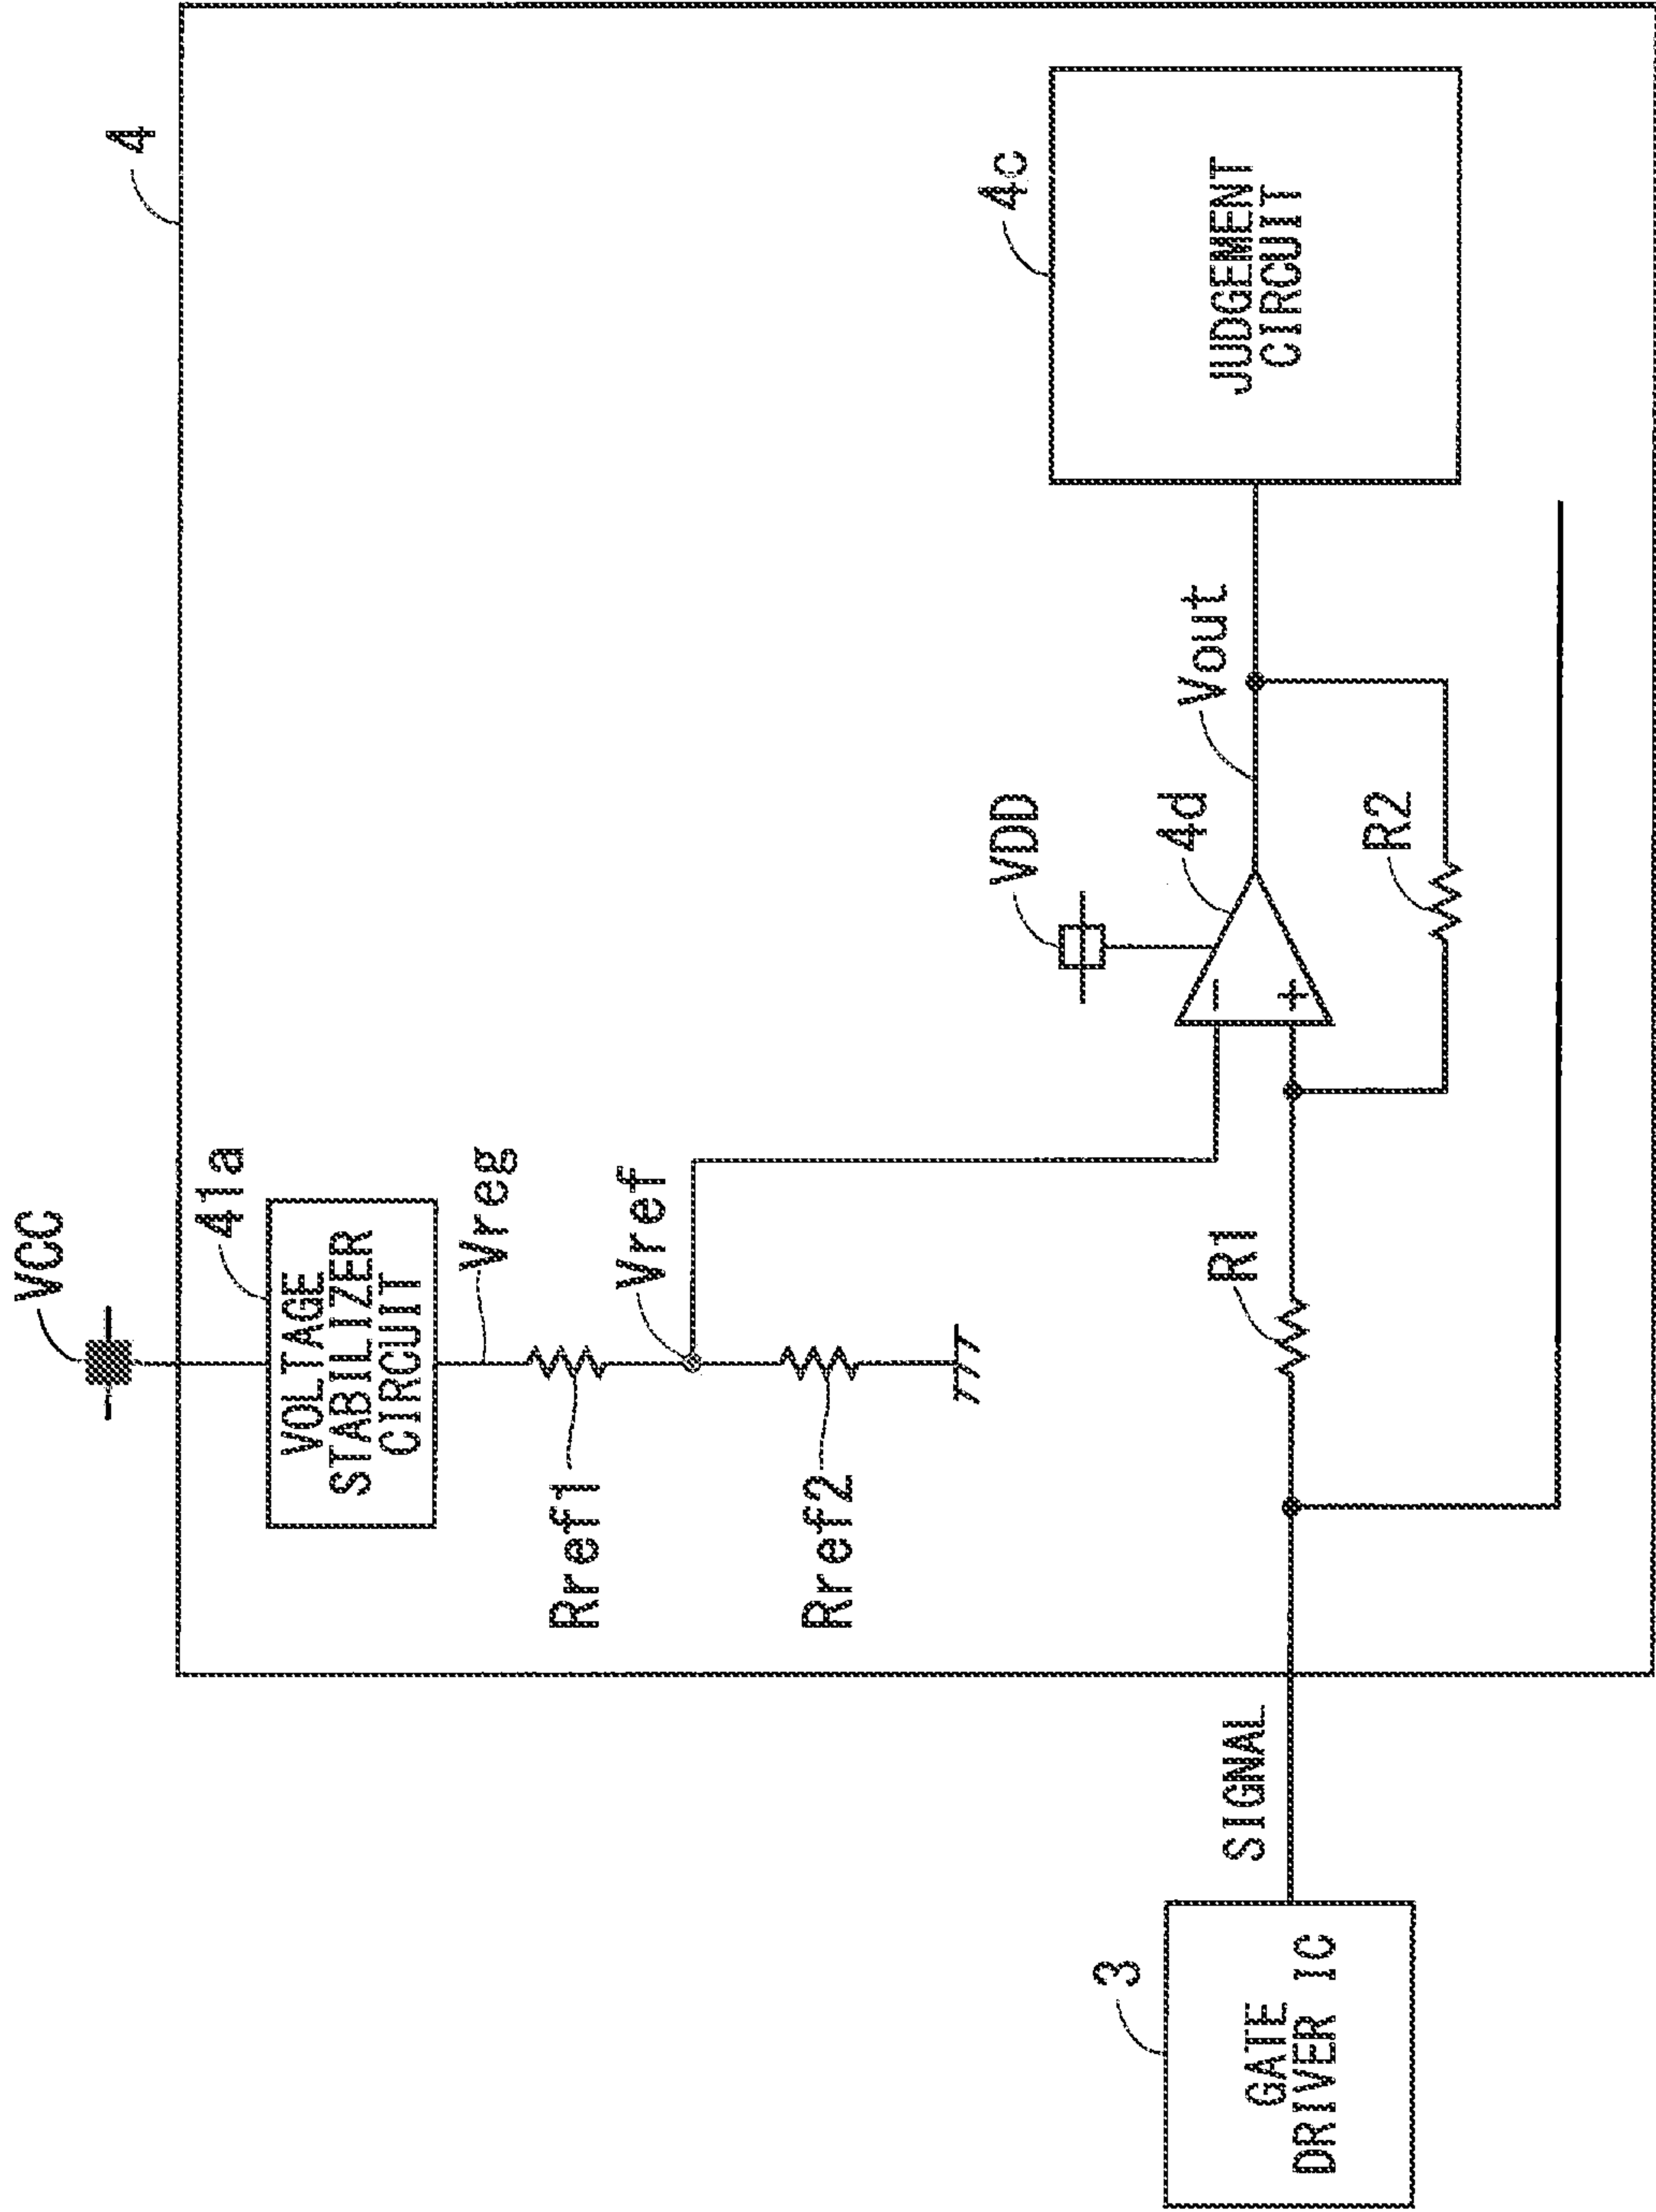 VCC
4
41a
VOLTAGE
STABILIZER
CIRCUIT
Vreg
Rref1
Vref
Rref2
VDD
4c
4d
Vout
JUDGEMENT
CIRCUIT
3
GATE
DRIVER IC
SIGNAL
R1
−
+
R2